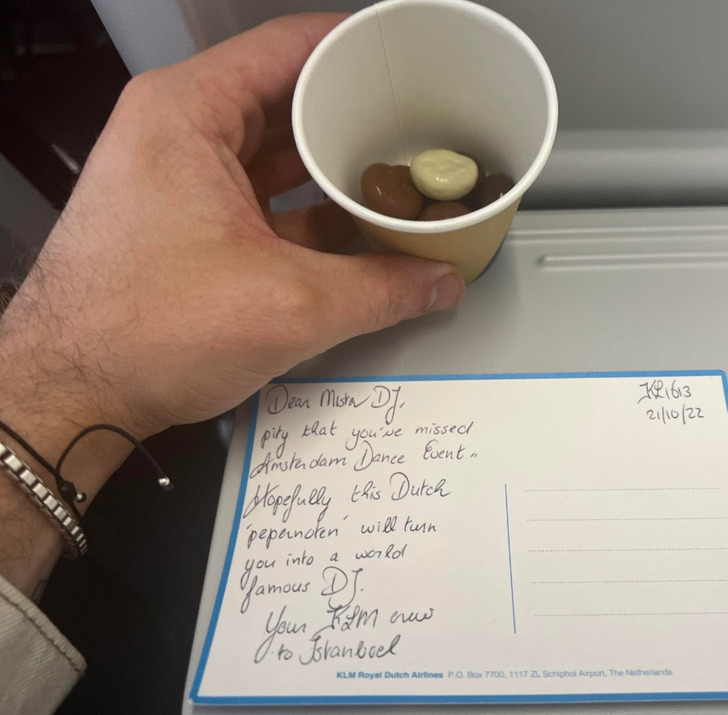 Dear Mister DJ,
pity that you've missed
Amsterdam Dance Event..
Hopefully this Dutch
'pepernoten' will turn
you into a world
famous DJ.
Your KLM crew
to Istanboel
KL1613
21/10/22
KLM Royal Dutch Airlines P.O. Box 7700, 1117 ZL Schiphol Airport, The Netherlands